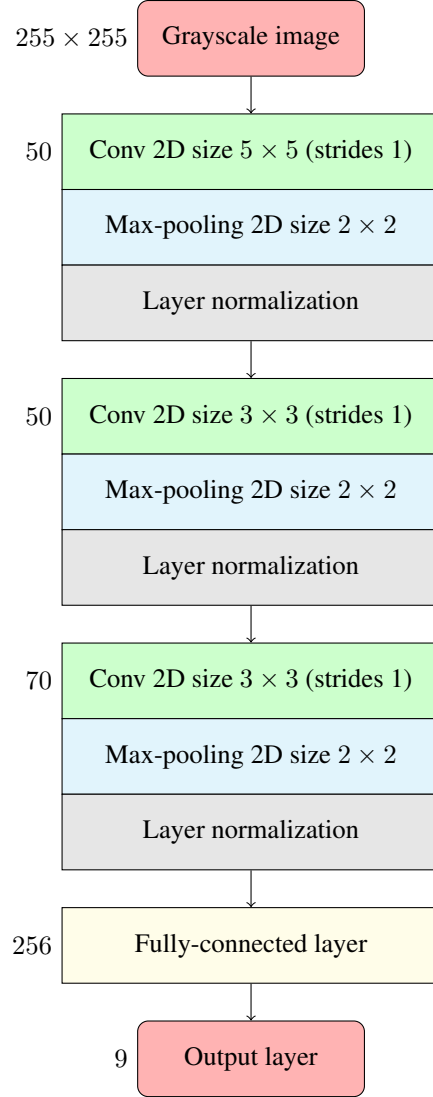 255 × 255 Grayscale image
50 Conv 2D size 5 × 5 (strides 1)
Max-pooling 2D size 2 × 2
Layer normalization
50 Conv 2D size 3 × 3 (strides 1)
Max-pooling 2D size 2 × 2
Layer normalization
70 Conv 2D size 3 × 3 (strides 1)
Max-pooling 2D size 2 × 2
Layer normalization
256 Fully-connected layer
9 Output layer